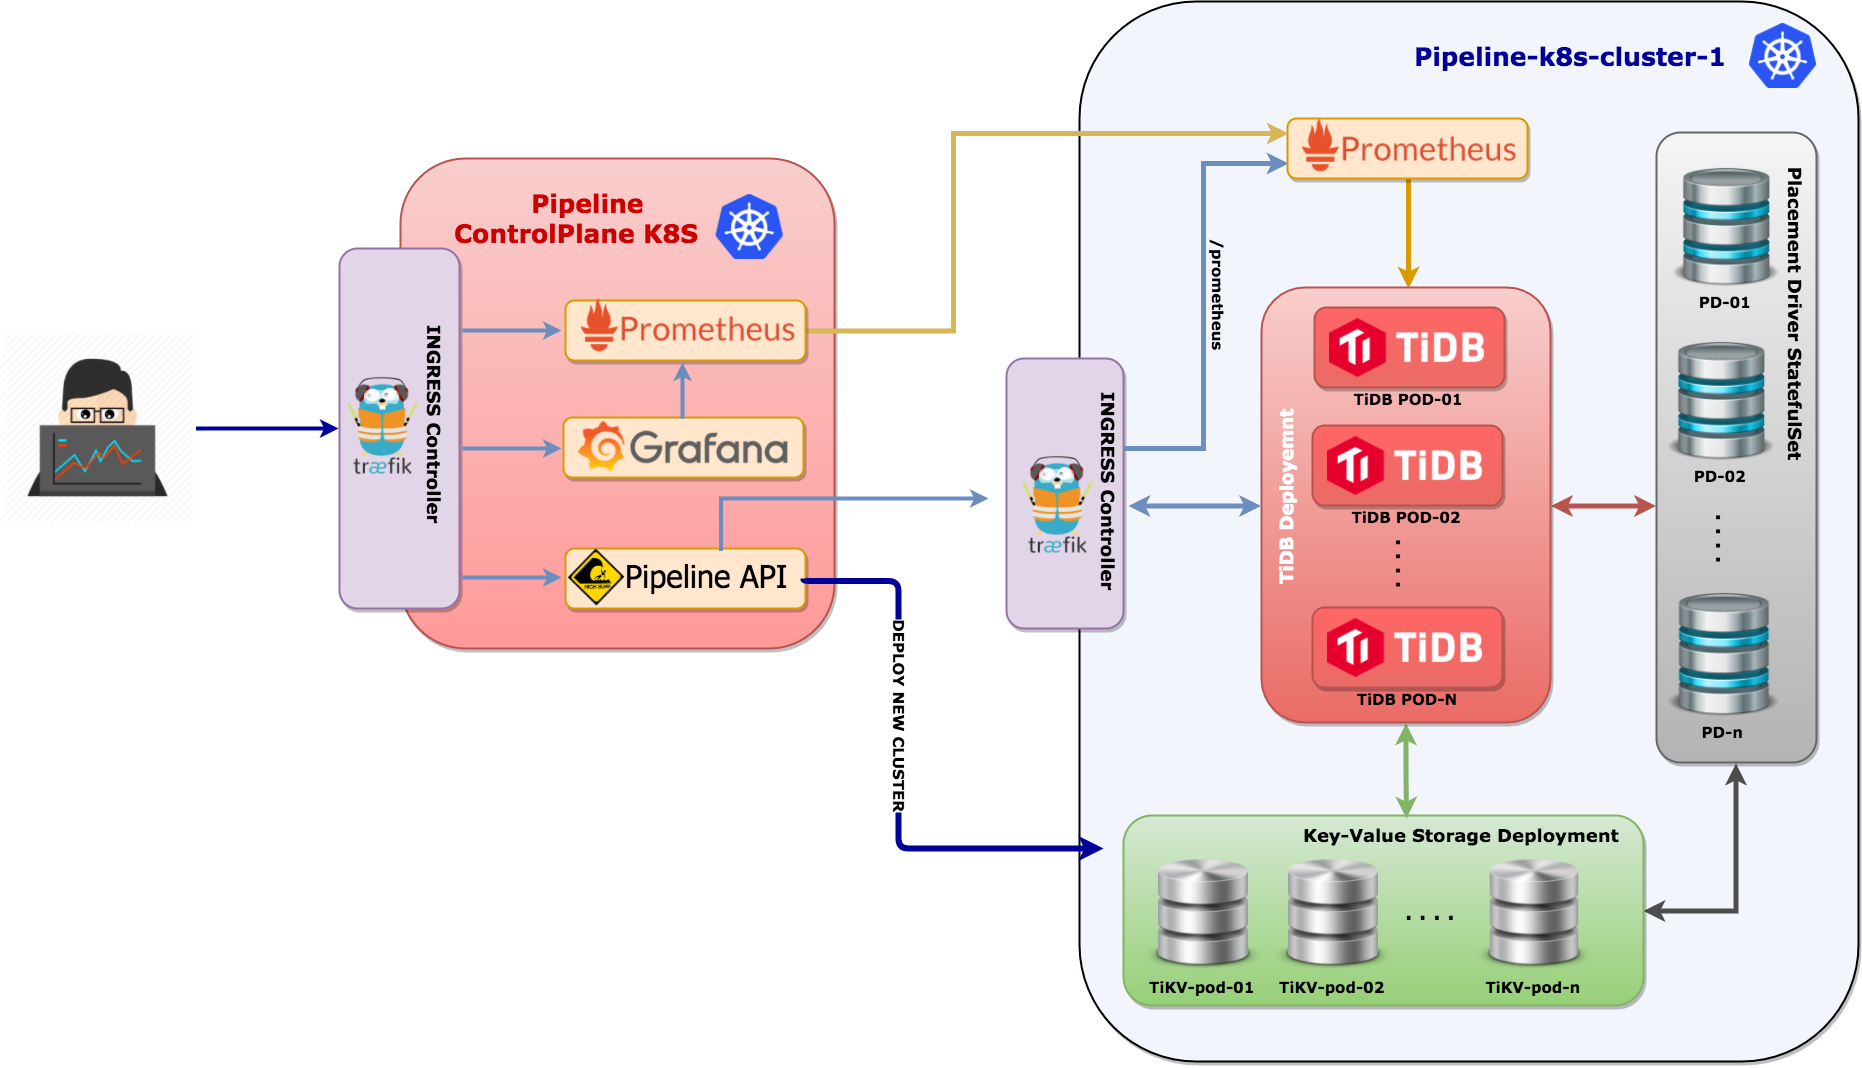 Pipeline-k8s-cluster-1
Prometheus
Pipeline
ControlPlane K8S
INGRESS Controller
træfik
Prometheus
Grafana
Pipeline API
DEPLOY NEW CLUSTER
/prometheus
INGRESS Controller
træfik
TiDB Deployemnt
TiDB
TiDB POD-01
TiDB
TiDB POD-02
....
TiDB
TiDB POD-N
Placement Driver StatefulSet
PD-01
PD-02
....
PD-n
Key-Value Storage Deployment
....
TiKV-pod-01
TiKV-pod-02
TiKV-pod-n
HIGH SURF